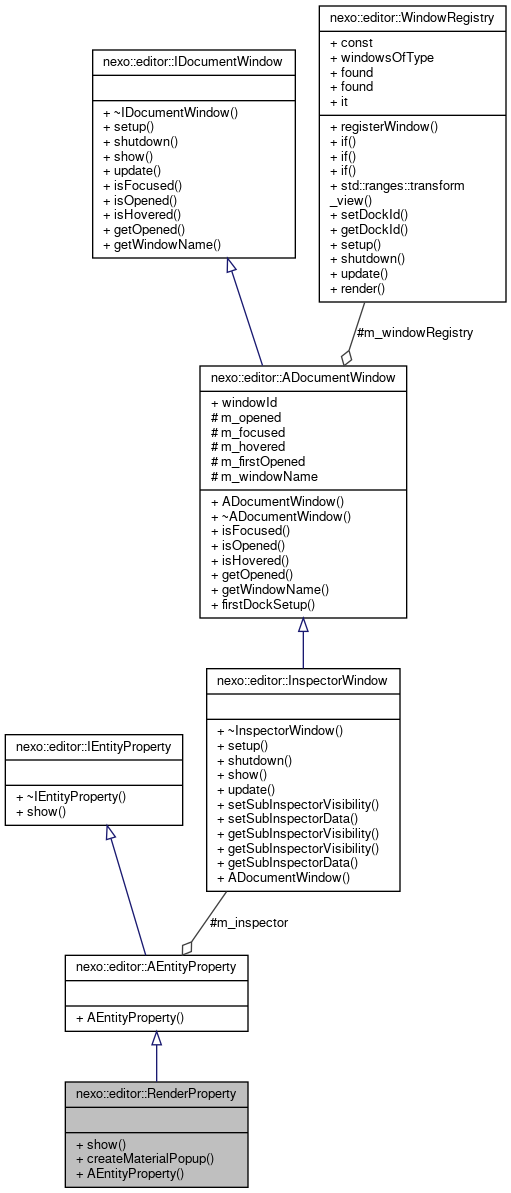 nexo::editor::WindowRegistry
+ const
+ windowsOfType
+ found
+ found
+ it
+ registerWindow()
+ if()
+ if()
+ if()
+ std::ranges::transform
_view()
+ setDockId()
+ getDockId()
+ setup()
+ shutdown()
+ update()
+ render()
nexo::editor::IDocumentWindow
+ ~IDocumentWindow()
+ setup()
+ shutdown()
+ show()
+ update()
+ isFocused()
+ isOpened()
+ isHovered()
+ getOpened()
+ getWindowName()
#m_windowRegistry
nexo::editor::ADocumentWindow
+ windowId
# m_opened
# m_focused
# m_hovered
# m_firstOpened
# m_windowName
+ ADocumentWindow()
+ ~ADocumentWindow()
+ isFocused()
+ isOpened()
+ isHovered()
+ getOpened()
+ getWindowName()
+ firstDockSetup()
nexo::editor::InspectorWindow
+ ~InspectorWindow()
+ setup()
+ shutdown()
+ show()
+ update()
+ setSubInspectorVisibility()
+ setSubInspectorData()
+ getSubInspectorVisibility()
+ getSubInspectorVisibility()
+ getSubInspectorData()
+ ADocumentWindow()
nexo::editor::IEntityProperty
+ ~IEntityProperty()
+ show()
#m_inspector
nexo::editor::AEntityProperty
+ AEntityProperty()
nexo::editor::RenderProperty
+ show()
+ createMaterialPopup()
+ AEntityProperty()